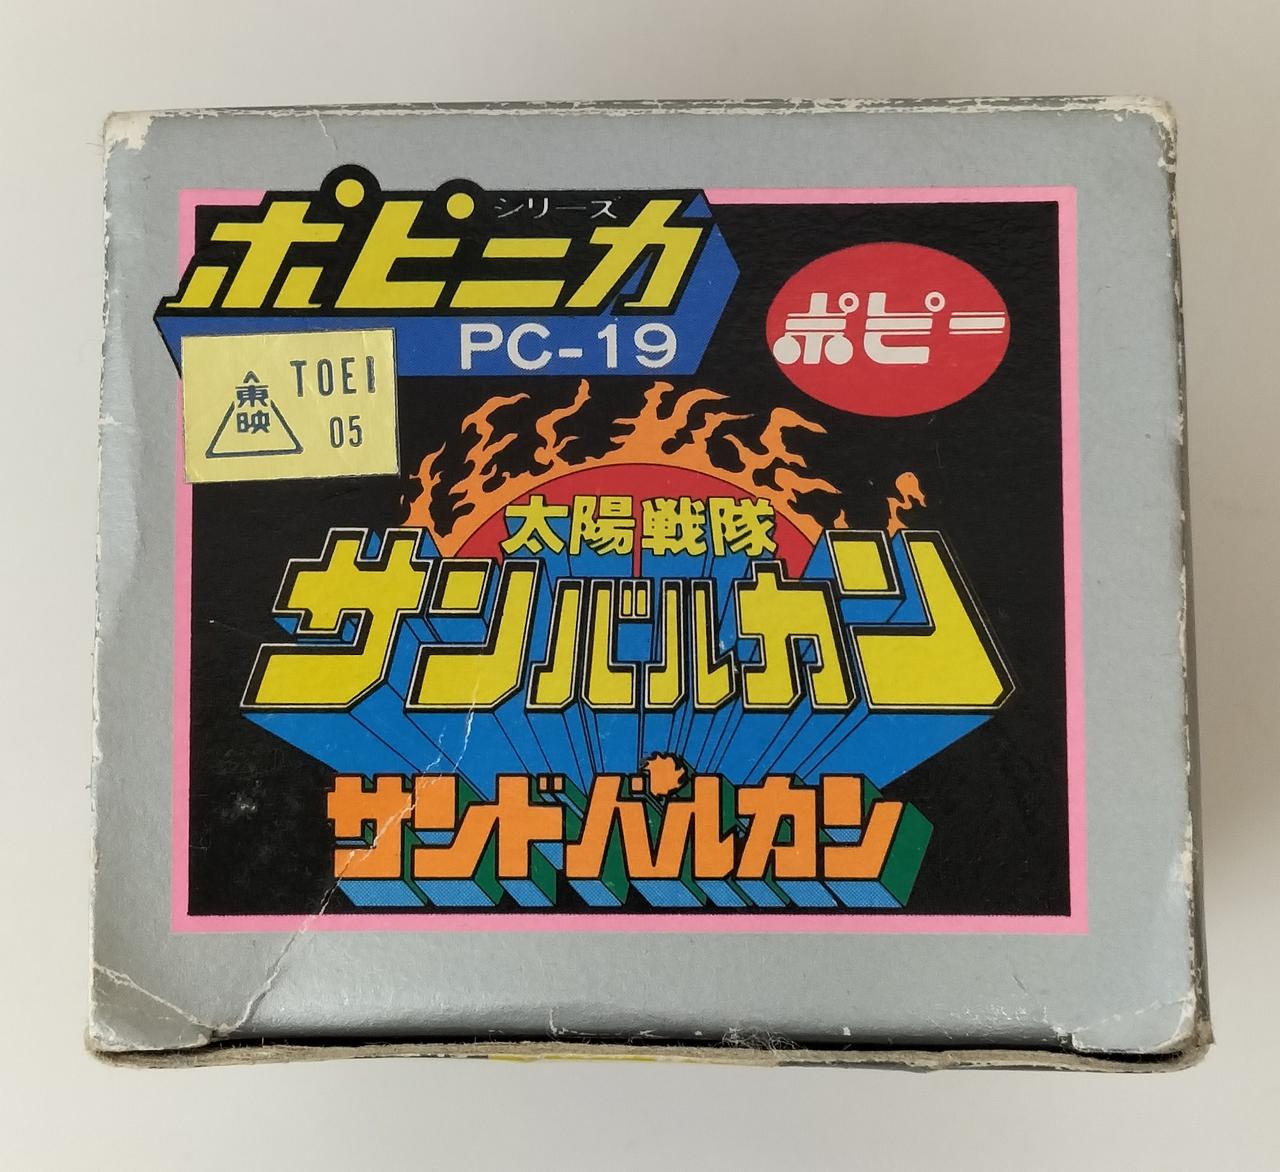 シリーズ
ポピニカ
PC-19
ポピー
東映
TOEI
05
太陽戦隊
サンバルカン
サンドバルカン